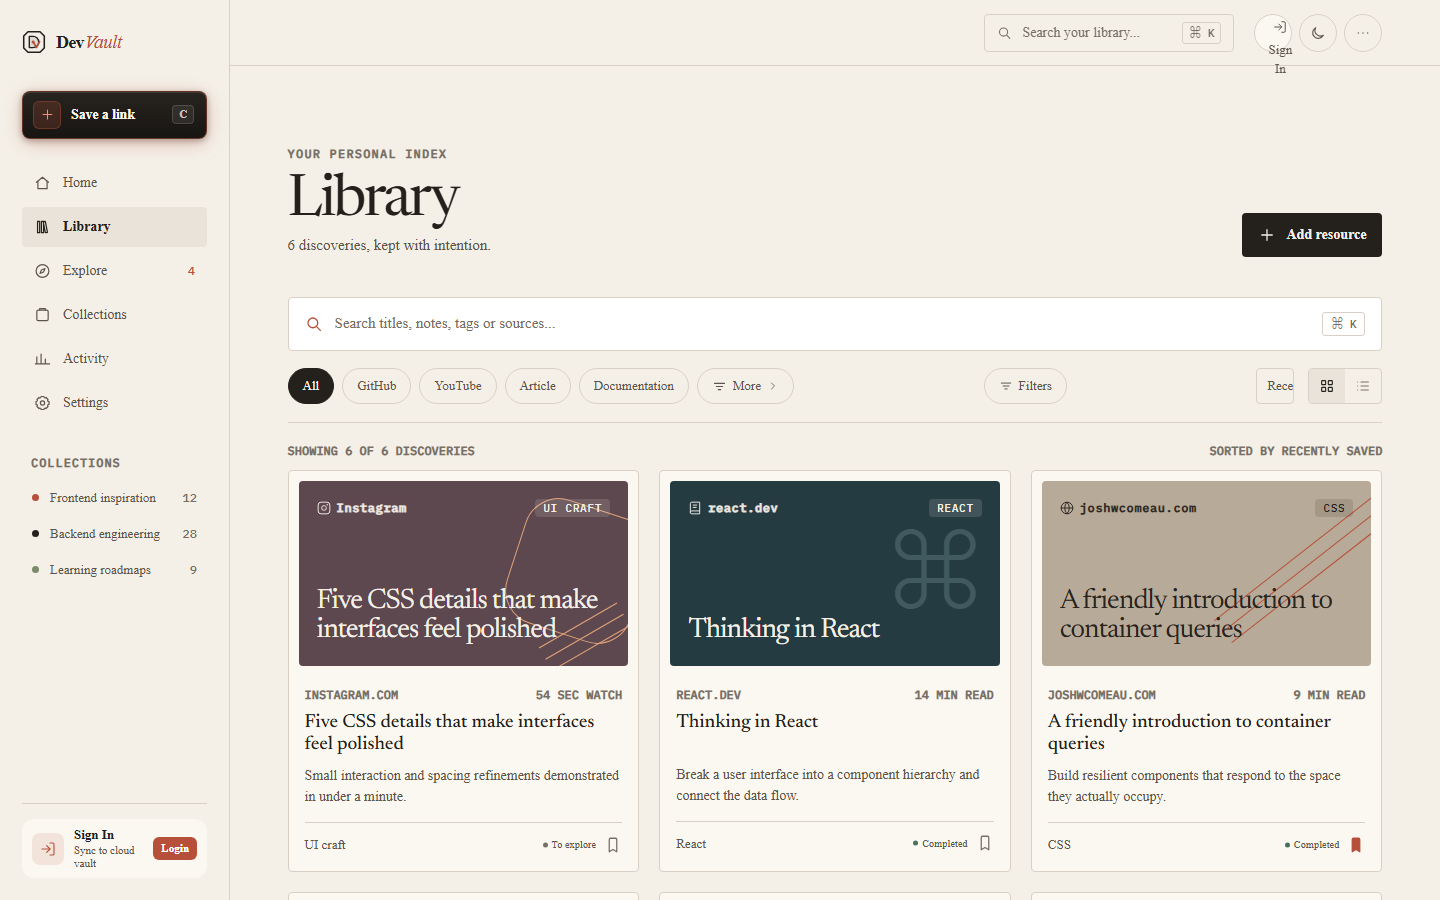 DevVault
Search your library...
⌘ K
Sign
In
Save a link
C
Home
Library
Explore
4
Collections
Activity
Settings
COLLECTIONS
Frontend inspiration
12
Backend engineering
28
Learning roadmaps
9
Sign In
Sync to cloud
vault
Login
YOUR PERSONAL INDEX
Library
6 discoveries, kept with intention.
Add resource
Search titles, notes, tags or sources...
⌘ K
All
GitHub
YouTube
Article
Documentation
More
Filters
Rece
SHOWING 6 OF 6 DISCOVERIES
SORTED BY RECENTLY SAVED
Instagram
UI CRAFT
Five CSS details that make
interfaces feel polished
INSTAGRAM.COM
54 SEC WATCH
Five CSS details that make interfaces
feel polished
Small interaction and spacing refinements demonstrated
in under a minute.
UI craft
To explore
react.dev
REACT
Thinking in React
REACT.DEV
14 MIN READ
Thinking in React
Break a user interface into a component hierarchy and
connect the data flow.
React
Completed
joshwcomeau.com
CSS
A friendly introduction to
container queries
JOSHWCOMEAU.COM
9 MIN READ
A friendly introduction to container
queries
Build resilient components that respond to the space
they actually occupy.
CSS
Completed